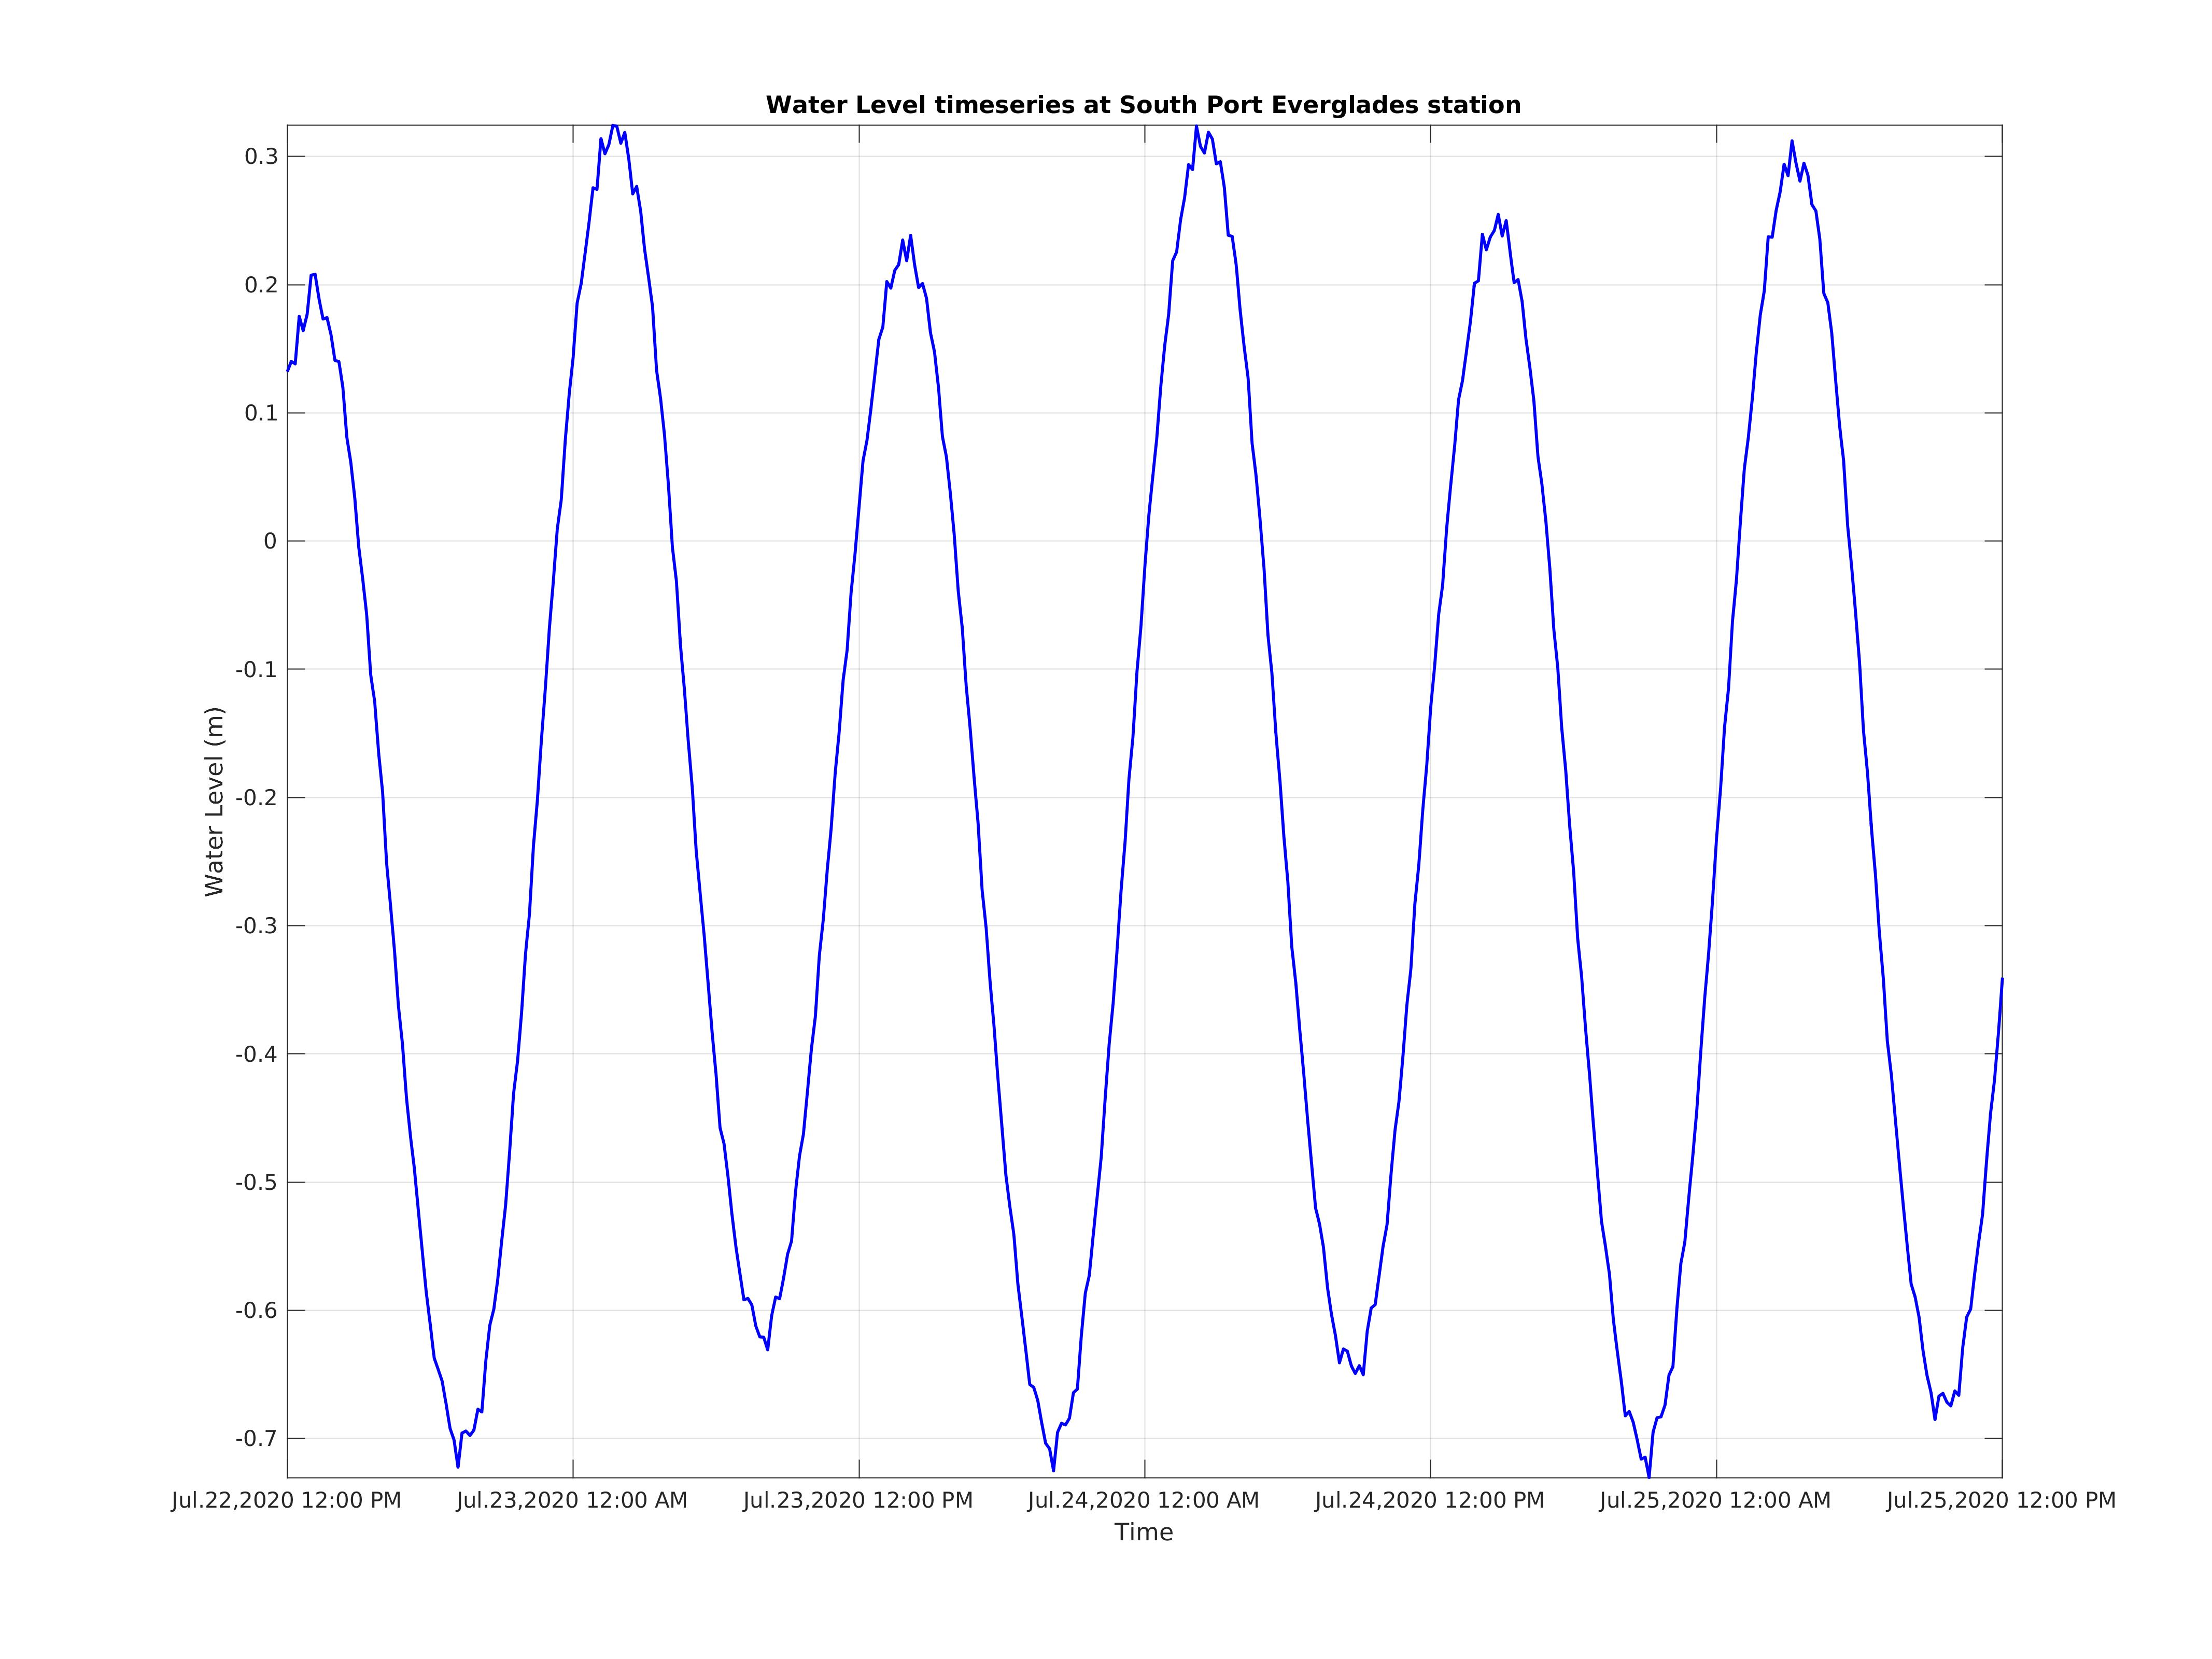 Water Level timeseries at South Port Everglades station
0.3
0.2
0.1
0
-0.1
-0.2
-0.3
-0.4
-0.5
-0.6
-0.7
Water Level (m)
Jul.22,2020 12:00 PM Jul.23,2020 12:00 AM Jul.23,2020 12:00 PM Jul.24,2020 12:00 AM Jul.24,2020 12:00 PM Jul.25,2020 12:00 AM Jul.25,2020 12:00 PM
Time